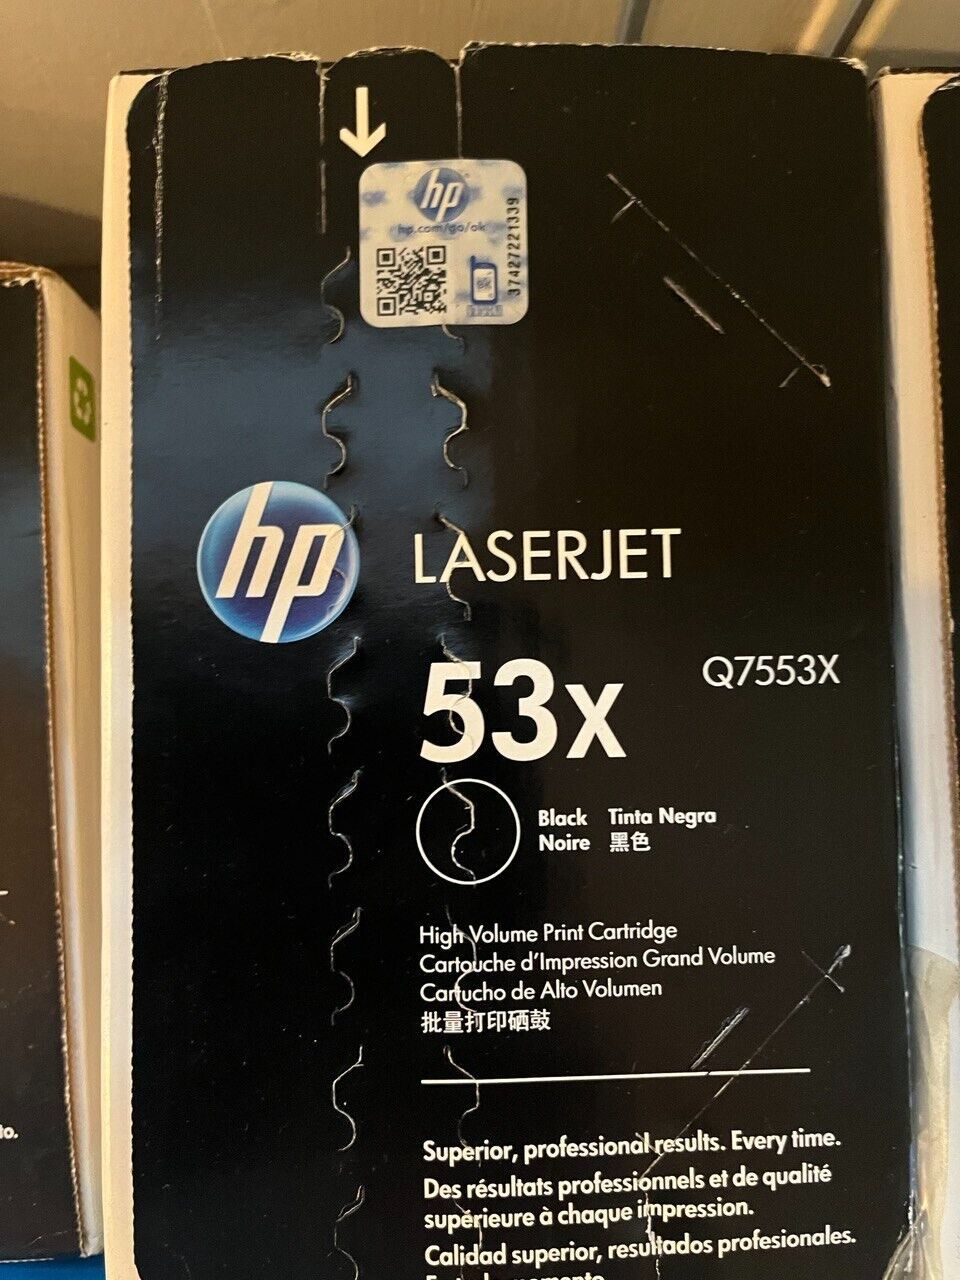 hp
hp.com/go/ok
37427221339
OK
hp
LASERJET
53X
Q7553X
Black Tinta Negra
Noire 黑色
High Volume Print Cartridge
Cartouche d'Impression Grand Volume
Cartucho de Alto Volumen
批量打印硒鼓
Superior, professional results. Every time.
Des résultats professionnels et de qualité
supérieure à chaque impression.
Calidad superior, resultados profesionales.
to.